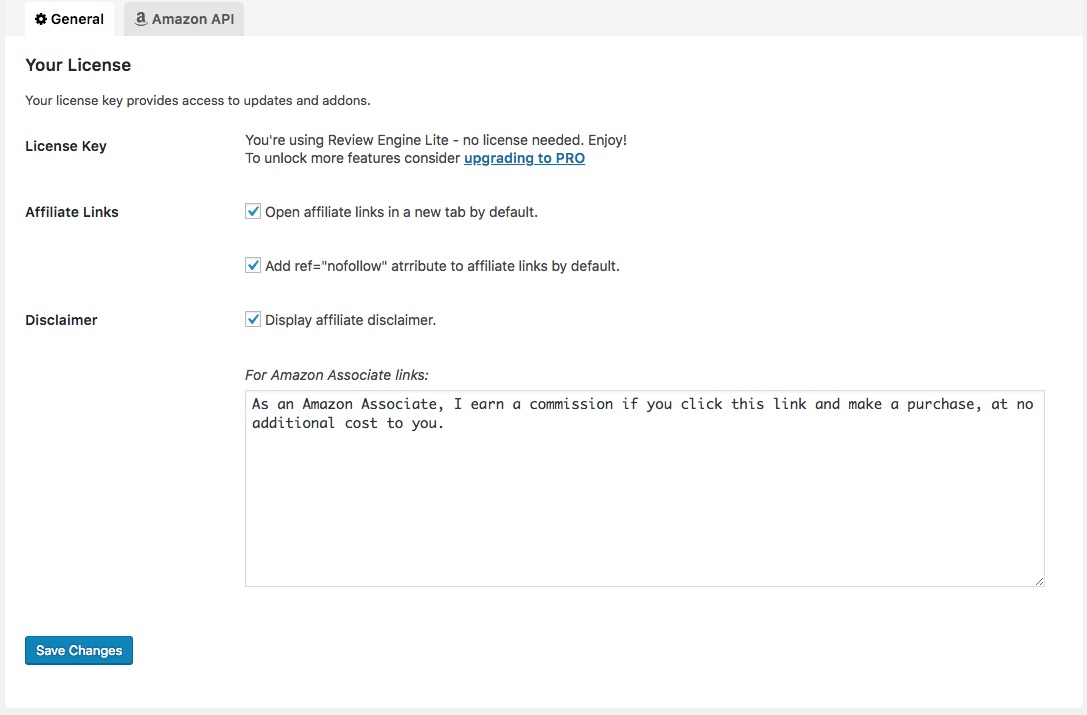 General
Amazon API
Your License
Your license key provides access to updates and addons.
License Key
You're using Review Engine Lite - no license needed. Enjoy!
To unlock more features consider upgrading to PRO
Affiliate Links
Open affiliate links in a new tab by default.
Add ref="nofollow" atrribute to affiliate links by default.
Disclaimer
Display affiliate disclaimer.
For Amazon Associate links:
As an Amazon Associate, I earn a commission if you click this link and make a purchase, at no
additional cost to you.
Save Changes